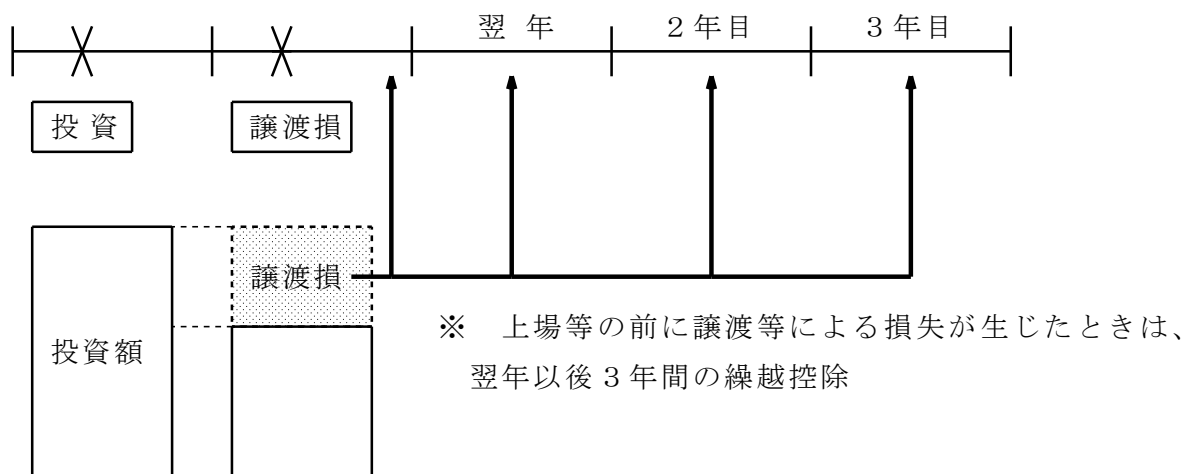 翌 年
２年目
３年目
投 資
譲渡損
譲渡損
投資額
※　上場等の前に譲渡等による損失が生じたときは、
翌年以後３年間の繰越控除